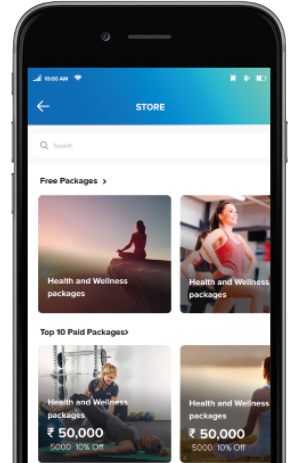 10:00 AM
STORE
Search
Free Packages >
Health and Wellness
packages
Health and Wellness
packages
Top 10 Paid Packages>
Health and Wellness
packages
₹ 50,000
5000 10% Off
Health and Wellness
packages
₹ 50,000
5000 10% Off